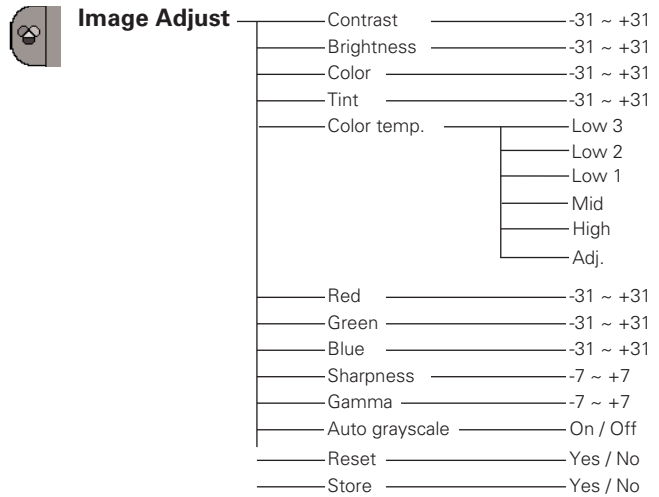 Image Adjust
Contrast -31 ~ +31
Brightness -31 ~ +31
Color -31 ~ +31
Tint -31 ~ +31
Color temp. Low 3
Low 2
Low 1
Mid
High
Adj.
Red -31 ~ +31
Green -31 ~ +31
Blue -31 ~ +31
Sharpness -7 ~ +7
Gamma -7 ~ +7
Auto grayscale On / Off
Reset Yes / No
Store Yes / No